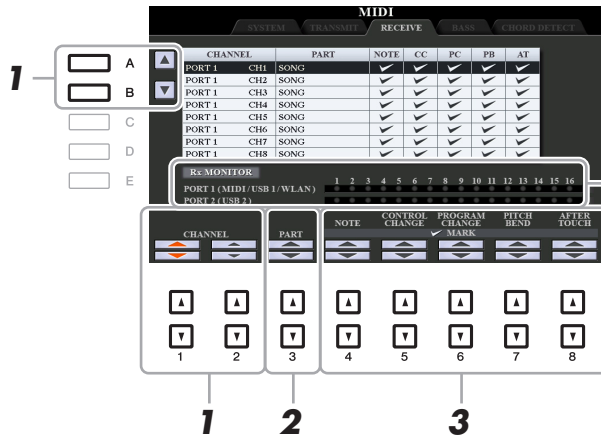 MIDI
SYSTEM TRANSMIT RECEIVE BASS CHORD DETECT
CHANNEL PART NOTE CC PC PB AT
PORT 1 CH1 SONG
PORT 1 CH2 SONG
PORT 1 CH3 SONG
PORT 1 CH4 SONG
PORT 1 CH5 SONG
PORT 1 CH6 SONG
PORT 1 CH7 SONG
PORT 1 CH8 SONG
1
A
B
C
D
E
Rx MONITOR
1 2 3 4 5 6 7 8 9 10 11 12 13 14 15 16
PORT 1 (MIDI / USB 1 / WLAN)
PORT 2 (USB 2)
CHANNEL PART NOTE CONTROL CHANGE PROGRAM CHANGE PITCH BEND AFTER TOUCH
✓ MARK
1 2 3 4 5 6 7 8
1 2 3